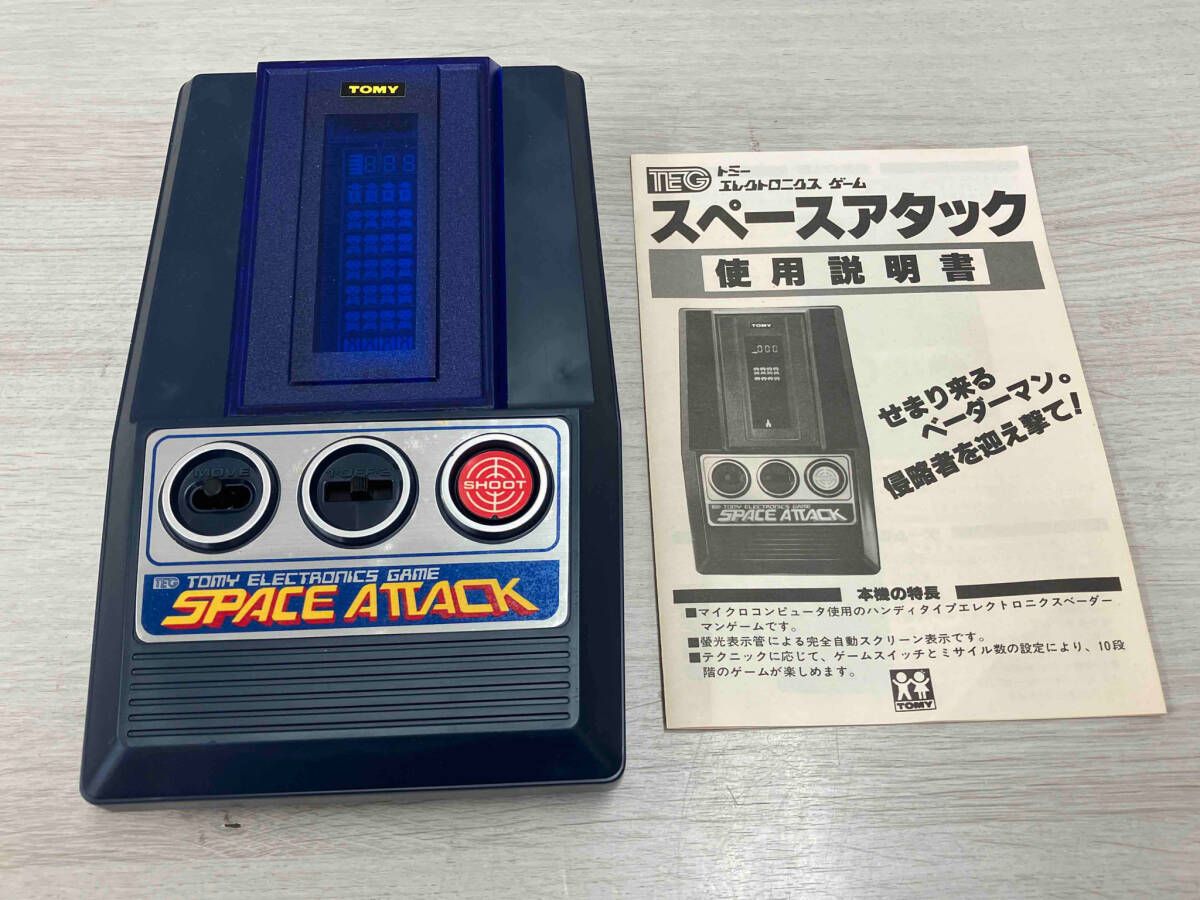 TOMY
MOVE
SHOOT
TEG TOMY ELECTRONICS GAME
SPACE ATTACK
TEG トミー
エレクトロニクス ゲーム
スペースアタック
使用説明書
TOMY
000
せまり来る
ベーダーマン。
侵略者を迎え撃て!
TOMY ELECTRONICS GAME
SPACE ATTACK
本機の特長
■マイクロコンピュータ使用のハンディタイプエレクトロニクスベーダー
マンゲームです。
■螢光表示管による完全自動スクリーン表示です。
■テクニックに応じて、ゲームスイッチとミサイル数の設定により、10段
階のゲームが楽しめます。
TOMY